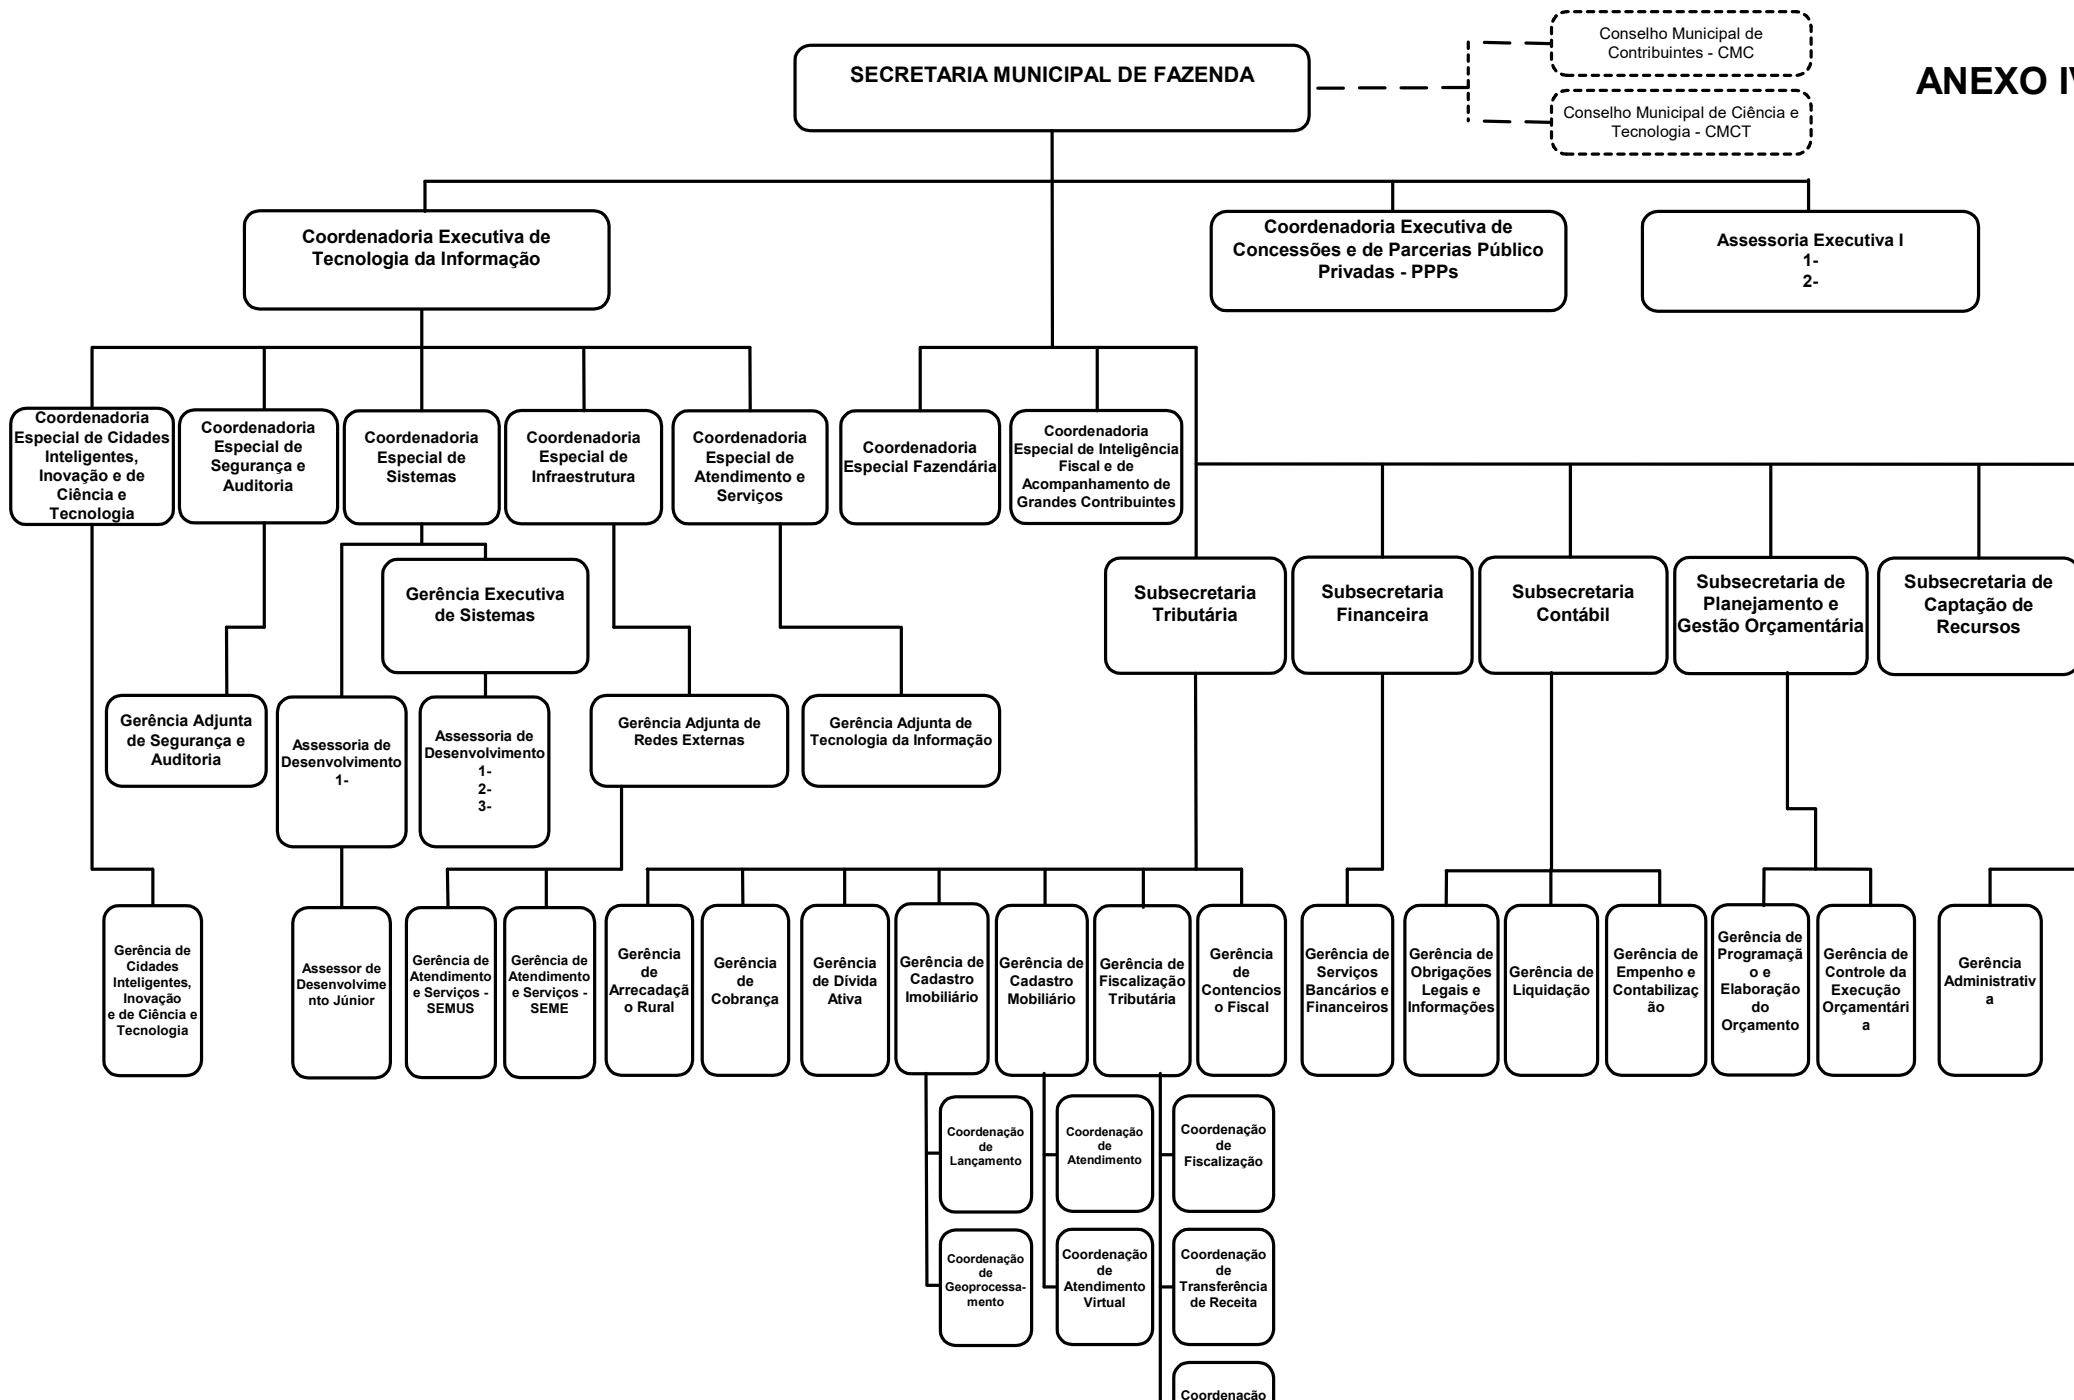 Conselho Municipal de
Contribuintes - CMC
SECRETARIA MUNICIPAL DE FAZENDA
ANEXO IV
Conselho Municipal de Ciência e
Tecnologia - CMCT
Coordenadoria Executiva de
Tecnologia da Informação
Coordenadoria Executiva de
Concessões e de Parcerias Público
Privadas - PPPs
Assessoria Executiva I
1-
2-
Coordenadoria
Especial de Cidades
Inteligentes,
Inovação e de
Ciência e
Tecnologia
Coordenadoria
Especial de
Segurança e
Auditoria
Coordenadoria
Especial de
Sistemas
Coordenadoria
Especial de
Infraestrutura
Coordenadoria
Especial de
Atendimento e
Serviços
Coordenadoria
Especial Fazendária
Coordenadoria
Especial de Inteligência
Fiscal e de
Acompanhamento de
Grandes Contribuintes
Gerência Executiva
de Sistemas
Subsecretaria
Tributária
Subsecretaria
Financeira
Subsecretaria
Contábil
Subsecretaria de
Planejamento e
Gestão Orçamentária
Subsecretaria de
Captação de
Recursos
Gerência Adjunta
de Segurança e
Auditoria
Assessoria de
Desenvolvimento
1-
Assessoria de
Desenvolvimento
1-
2-
3-
Gerência Adjunta de
Redes Externas
Gerência Adjunta de
Tecnologia da Informação
Gerência de
Cidades
Inteligentes,
Inovação
e de Ciência e
Tecnologia
Assessor de
Desenvolvime
nto Júnior
Gerência de
Atendimento
e Serviços -
SEMUS
Gerência de
Atendimento
e Serviços -
SEME
Gerência
de
Arrecadaçã
o Rural
Gerência
de
Cobrança
Gerência
de Dívida
Ativa
Gerência de
Cadastro
Imobiliário
Gerência de
Cadastro
Mobiliário
Gerência de
Fiscalização
Tributária
Gerência
de
Contencios
o Fiscal
Gerência de
Serviços
Bancários e
Financeiros
Gerência de
Obrigações
Legais e
Informações
Gerência de
Liquidação
Gerência de
Empenho e
Contabilizaç
ão
Gerência de
Programaçã
o e
Elaboração
do
Orçamento
Gerência de
Controle da
Execução
Orçamentári
a
Gerência
Administrativ
a
Coordenação
de
Lançamento
Coordenação
de
Atendimento
Coordenação
de
Fiscalização
Coordenação
de
Geoprocessa-
mento
Coordenação
de
Atendimento
Virtual
Coordenação
de
Transferência
de Receita
Coordenação